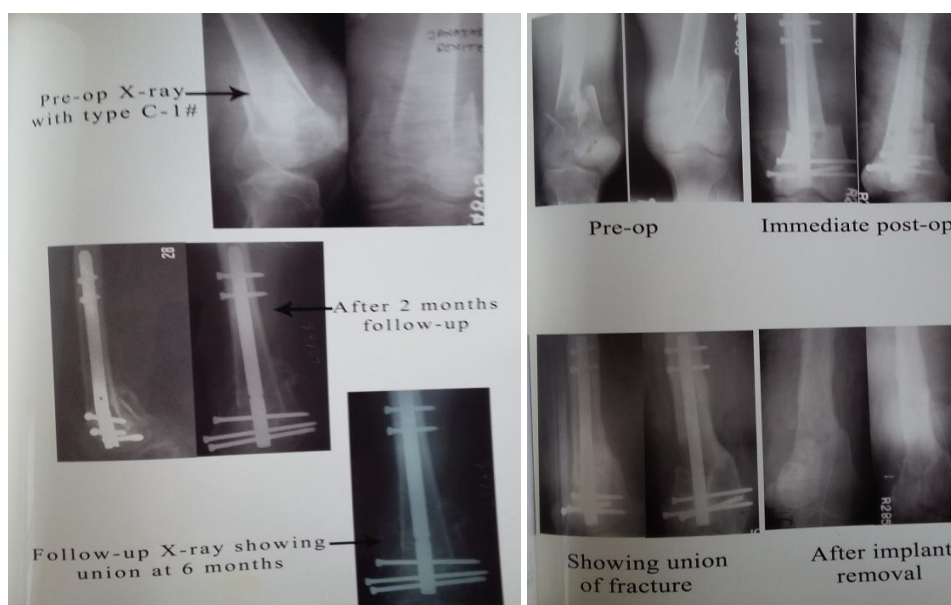 Pre-op X-ray
with type C-1#
After 2 months
follow-up
Follow-up X-ray showing
union at 6 months
Pre-op
Immediate post-op
Showing union
of fracture
After implant
removal